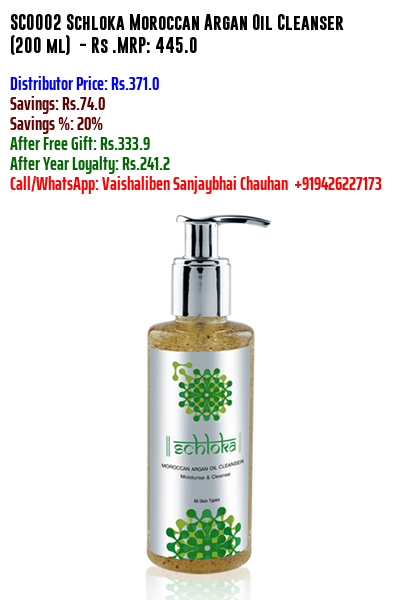 SCO002 Schloka Moroccan Argan Oil Cleanser
(200 ml) - Rs .MRP: 445.0
Distributor Price: Rs.371.0
Savings: Rs.74.0
Savings %: 20%
After Free Gift: Rs.333.9
After Year Loyalty: Rs.241.2
Call/WhatsApp: Vaishaliben Sanjaybhai Chauhan +919426227173
schloka
MOROCCAN ARGAN OIL CLEANSER
Moisturise & Cleanse
All Skin Types